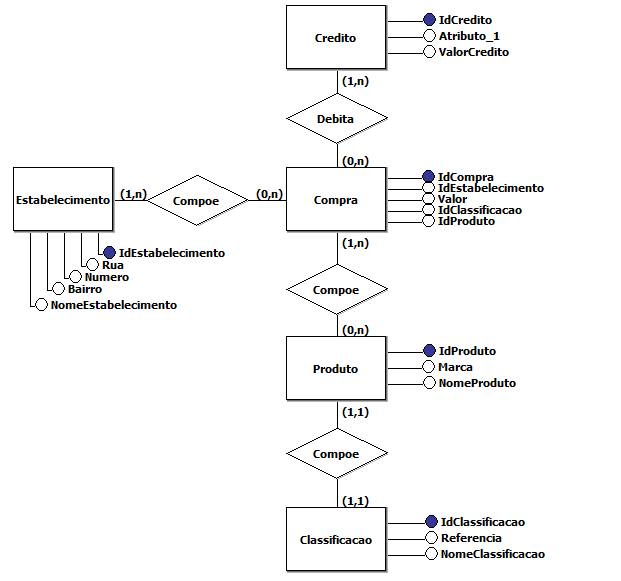 Credito
IdCredito
Atributo_1
ValorCredito
(1,n)
Debita
(0,n)
Estabelecimento
(1,n)
Compoe
(0,n)
Compra
IdCompra
IdEstabelecimento
Valor
IdClassificacao
IdProduto
IdEstabelecimento
Rua
Numero
Bairro
NomeEstabelecimento
(1,n)
Compoe
(0,n)
Produto
IdProduto
Marca
NomeProduto
(1,1)
Compoe
(1,1)
Classificacao
IdClassificacao
Referencia
NomeClassificacao